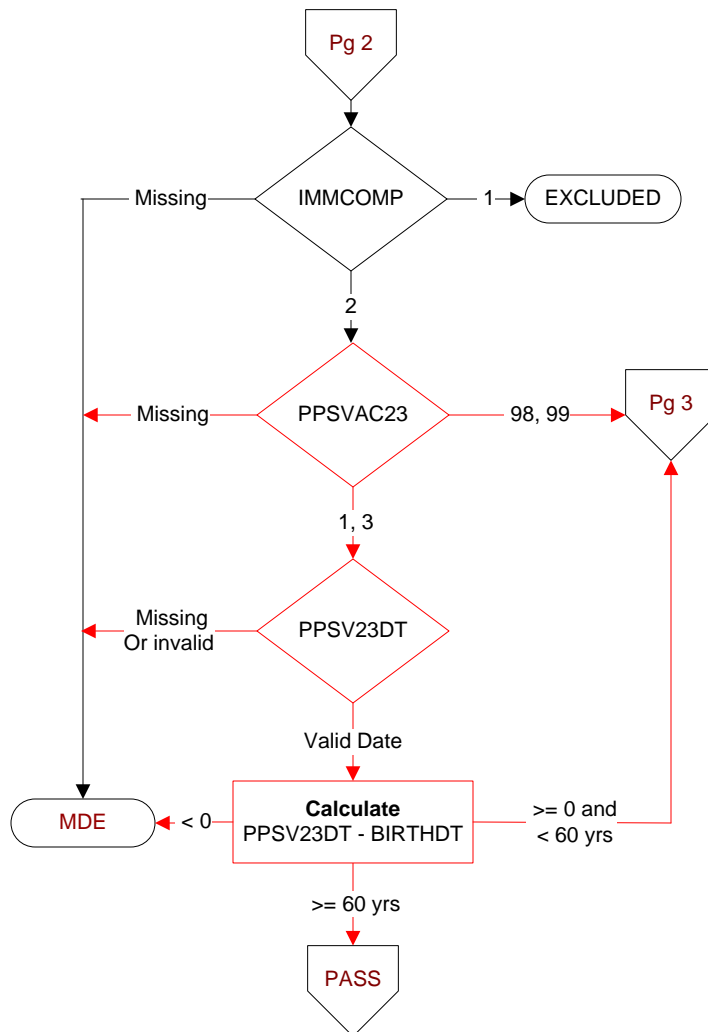 Pg 2
Missing
IMMCOMP
1
EXCLUDED
2
Missing
PPSVAC23
98, 99
Pg 3
1, 3
Missing
Or invalid
PPSV23DT
Valid Date
MDE
< 0
Calculate
PPSV23DT - BIRTHDT
>= 0 and
< 60 yrs
>= 60 yrs
PASS